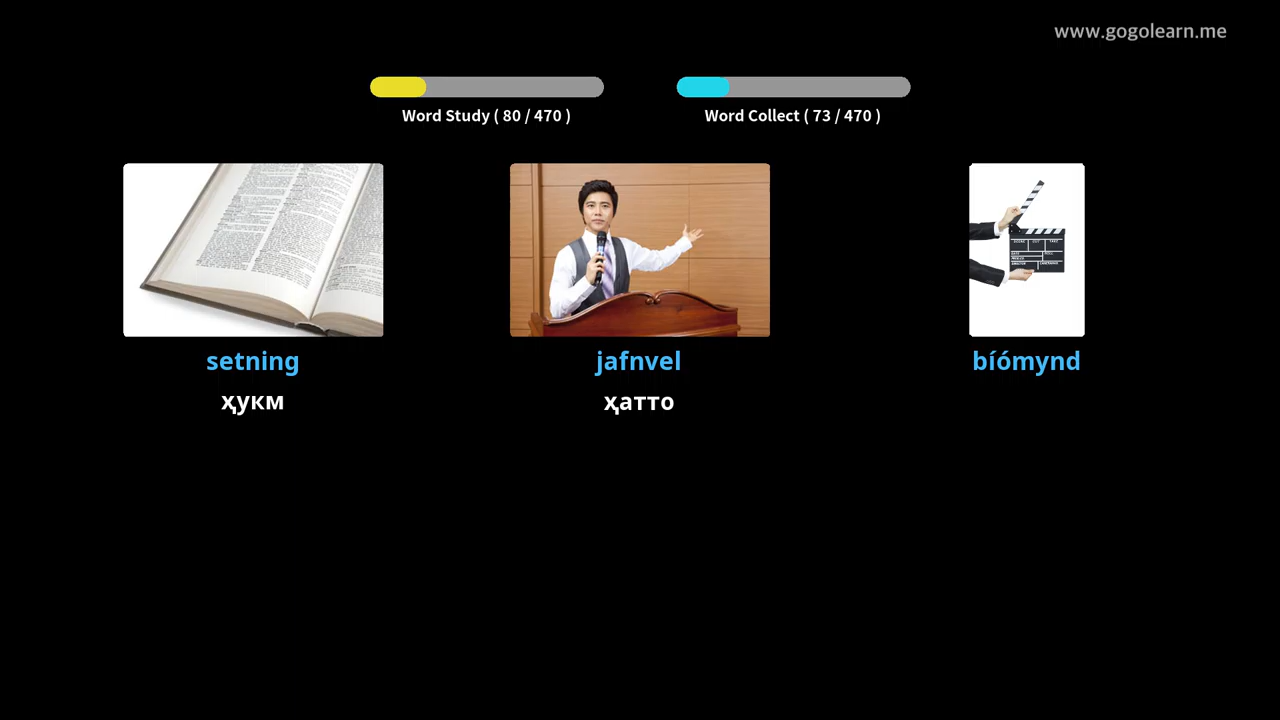 www.gogolearn.me
Word Study ( 80 / 470 )
Word Collect ( 73 / 470 )
setning
ҳукм
jafnvel
ҳатто
bíómynd